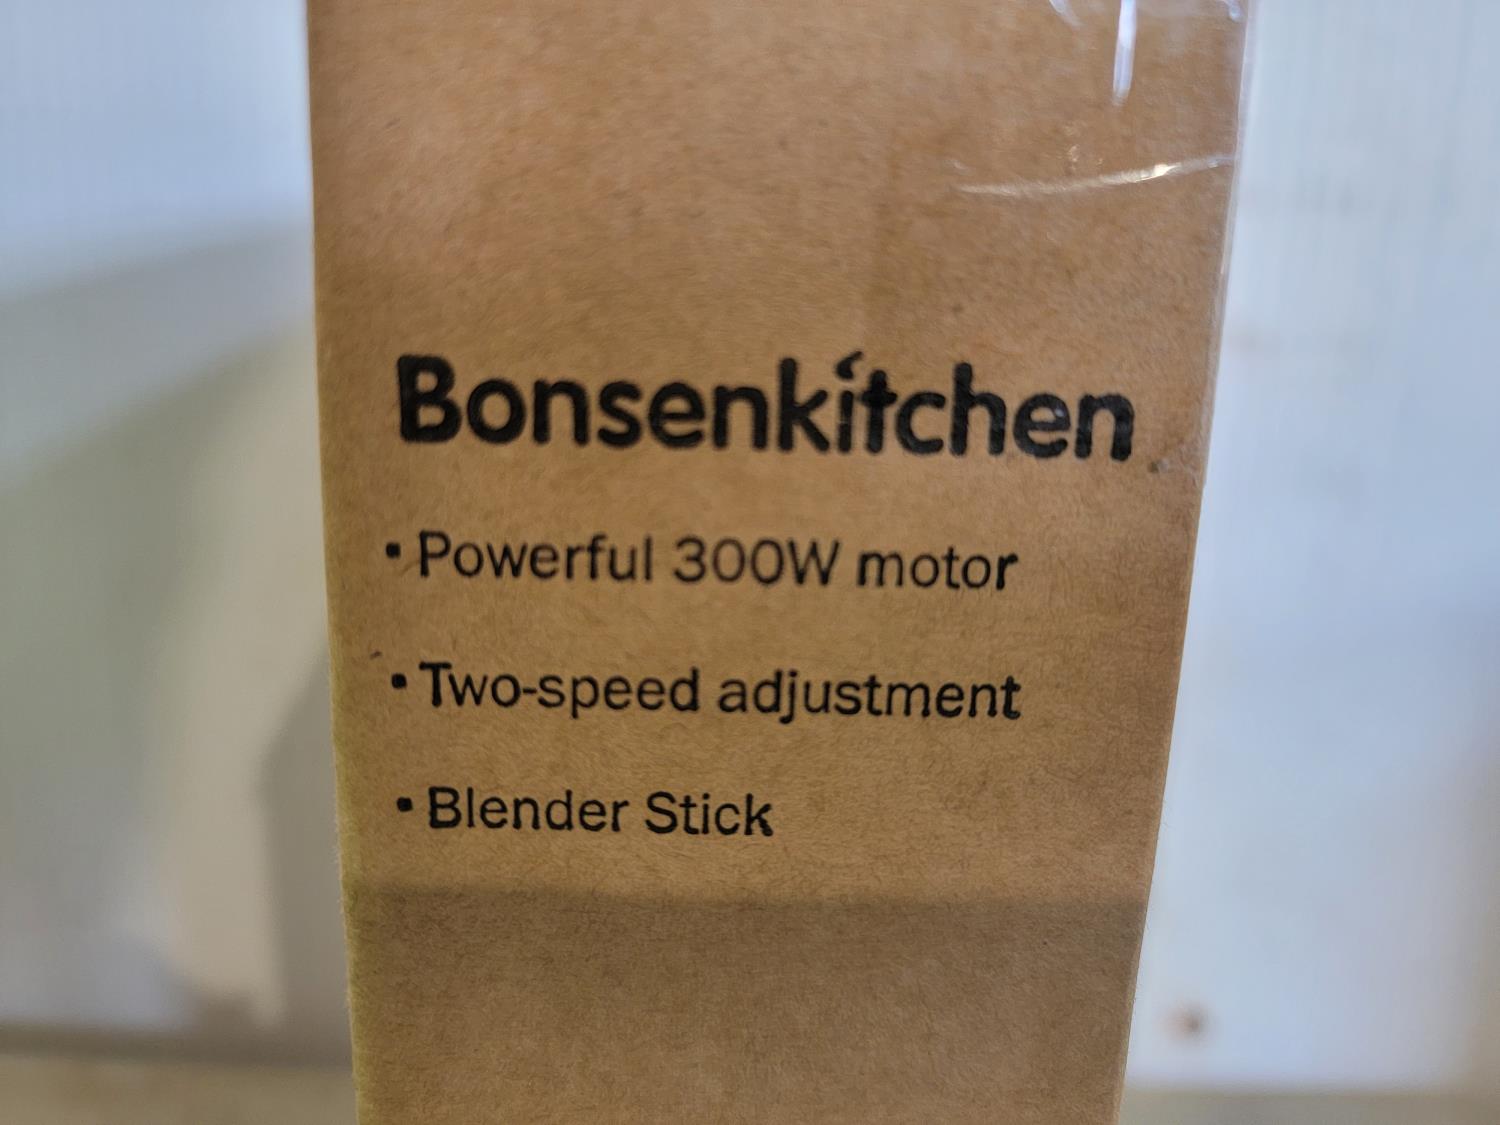 Bonsenkitchen
• Powerful 300W motor
• Two-speed adjustment
• Blender Stick